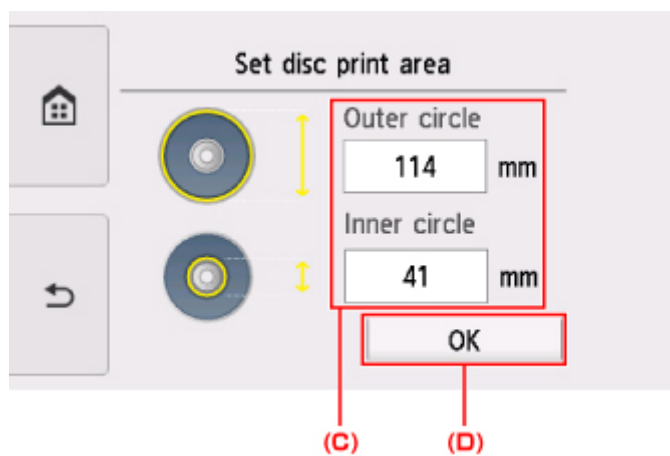 Set disc print area
Outer circle
114 mm
Inner circle
41 mm
OK
(C) (D)